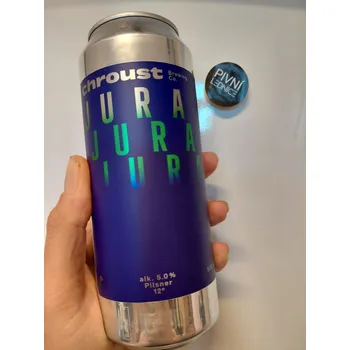 Chroust
Brewing
Co.
JURA
JURA
JURA
alk. 5.0%
Pilsner
12°
PIVNÍ
LEDNICE